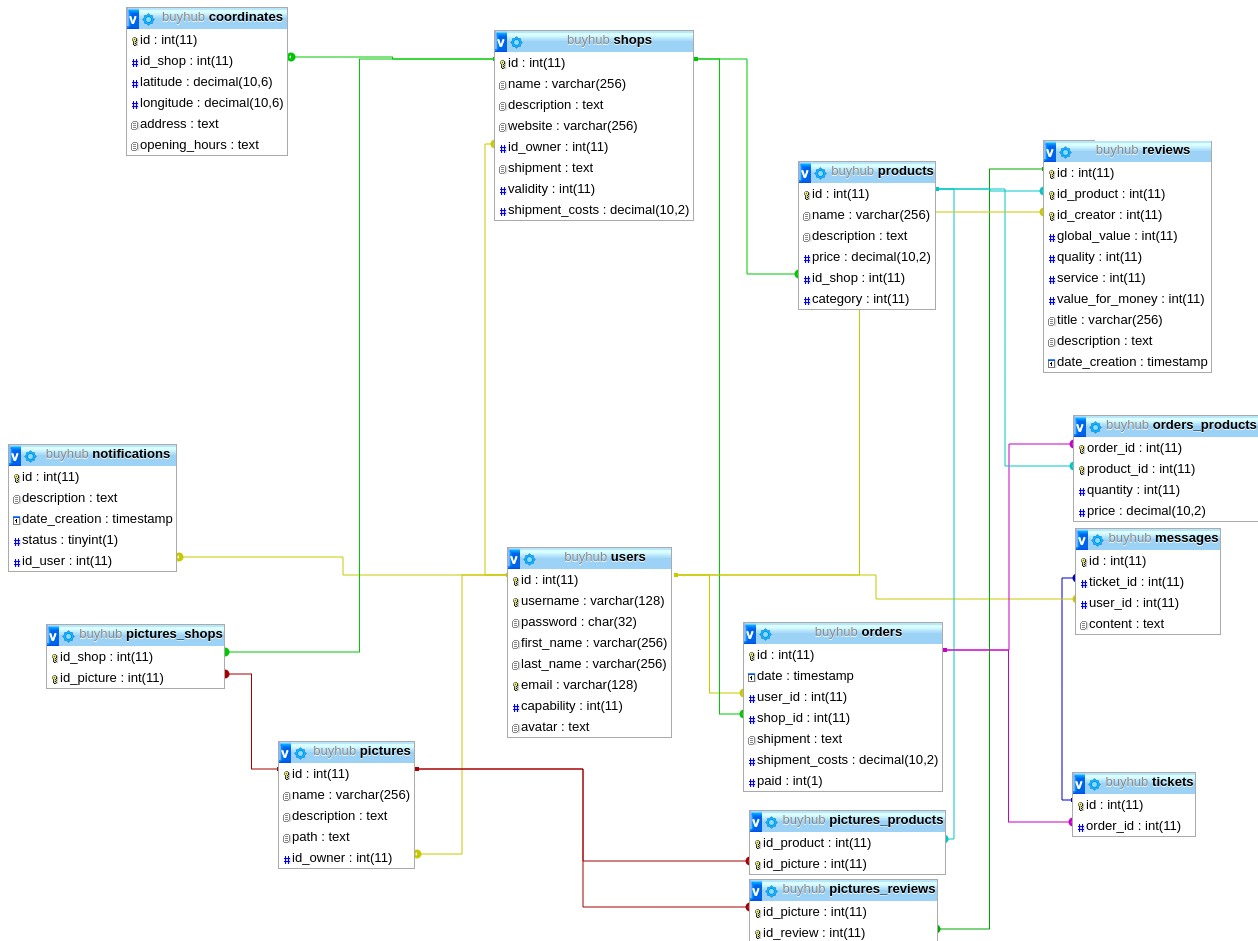 buyhub coordinates
id : int(11)
id_shop : int(11)
latitude : decimal(10,6)
longitude : decimal(10,6)
address : text
opening_hours : text
buyhub shops
id : int(11)
name : varchar(256)
description : text
website : varchar(256)
id_owner : int(11)
shipment : text
validity : int(11)
shipment_costs : decimal(10,2)
buyhub products
id : int(11)
name : varchar(256)
description : text
price : decimal(10,2)
id_shop : int(11)
category : int(11)
buyhub reviews
id : int(11)
id_product : int(11)
id_creator : int(11)
global_value : int(11)
quality : int(11)
service : int(11)
value_for_money : int(11)
title : varchar(256)
description : text
date_creation : timestamp
buyhub notifications
id : int(11)
description : text
date_creation : timestamp
status : tinyint(1)
id_user : int(11)
buyhub users
id : int(11)
username : varchar(128)
password : char(32)
first_name : varchar(256)
last_name : varchar(256)
email : varchar(128)
capability : int(11)
avatar : text
buyhub orders_products
order_id : int(11)
product_id : int(11)
quantity : int(11)
price : decimal(10,2)
buyhub messages
id : int(11)
ticket_id : int(11)
user_id : int(11)
content : text
buyhub pictures_shops
id_shop : int(11)
id_picture : int(11)
buyhub orders
id : int(11)
date : timestamp
user_id : int(11)
shop_id : int(11)
shipment : text
shipment_costs : decimal(10,2)
paid : int(1)
buyhub pictures
id : int(11)
name : varchar(256)
description : text
path : text
id_owner : int(11)
buyhub tickets
id : int(11)
order_id : int(11)
buyhub pictures_products
id_product : int(11)
id_picture : int(11)
buyhub pictures_reviews
id_picture : int(11)
id_review : int(11)